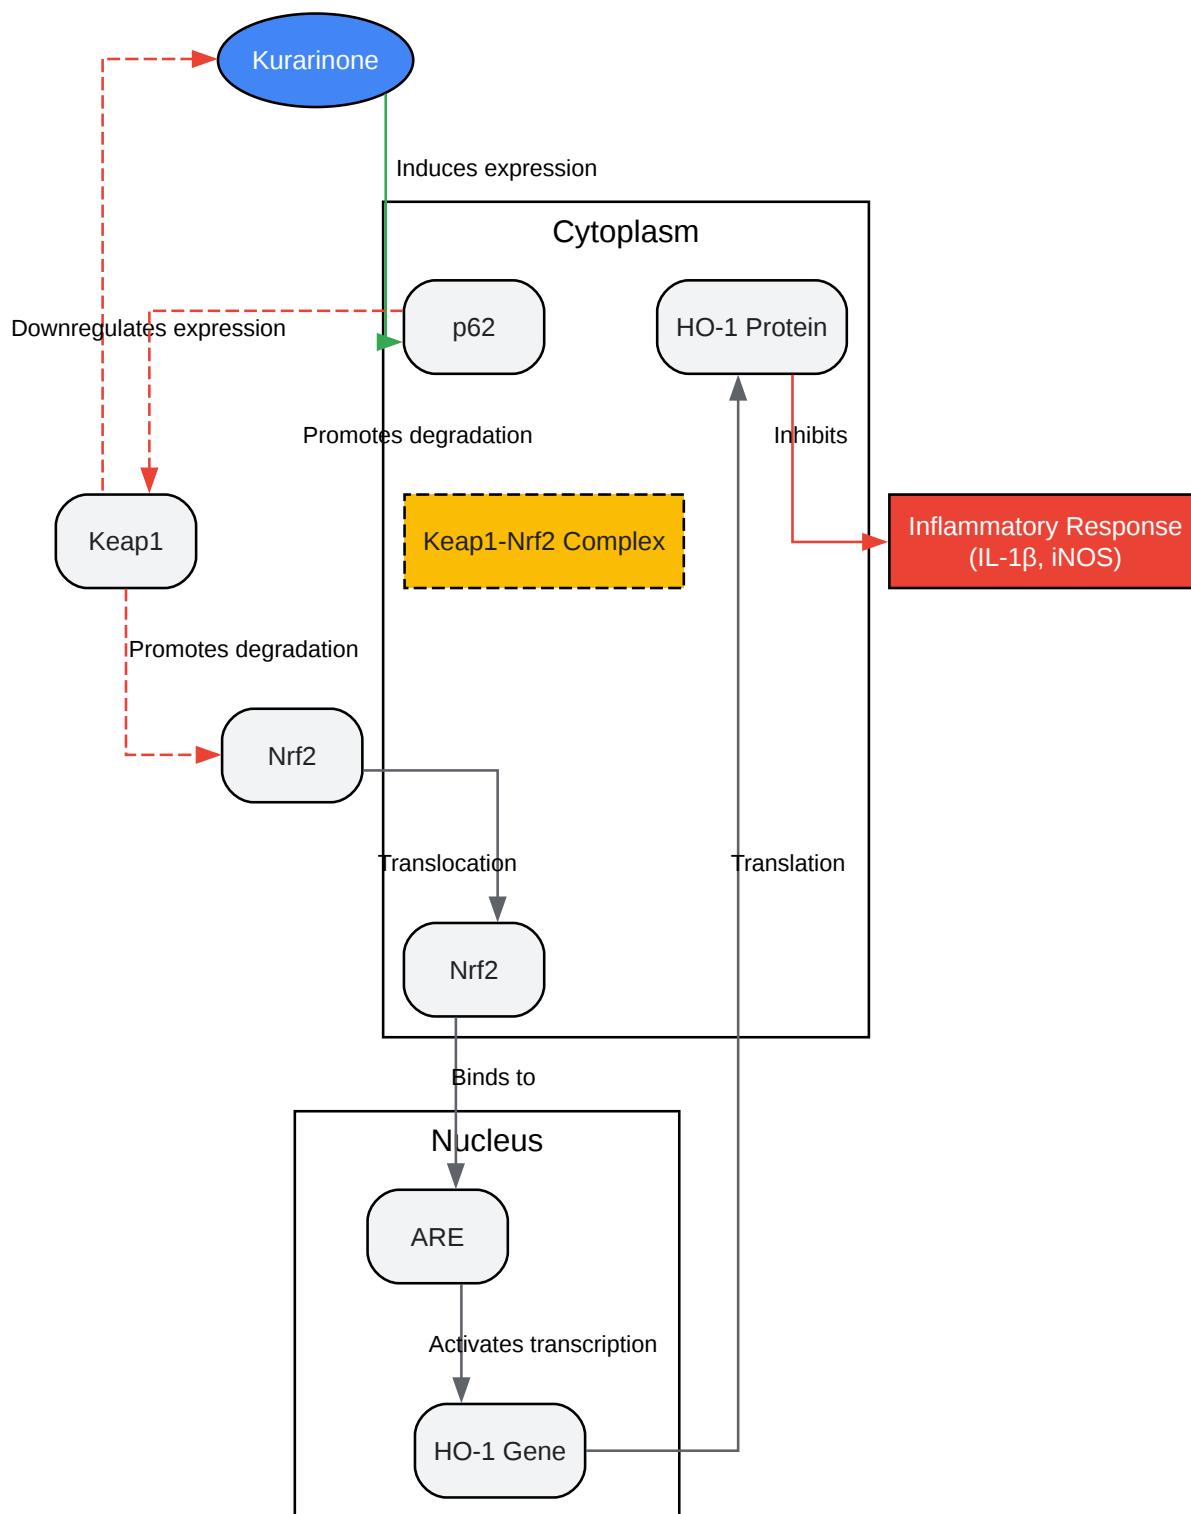 Kurarinone
Induces expression
Cytoplasm
p62
HO-1 Protein
Downregulates expression
Promotes degradation
Inhibits
Keap1
Keap1-Nrf2 Complex
Inflammatory Response
(IL-1β, iNOS)
Promotes degradation
Nrf2
Translocation
Translation
Nrf2
Binds to
Nucleus
ARE
Activates transcription
HO-1 Gene